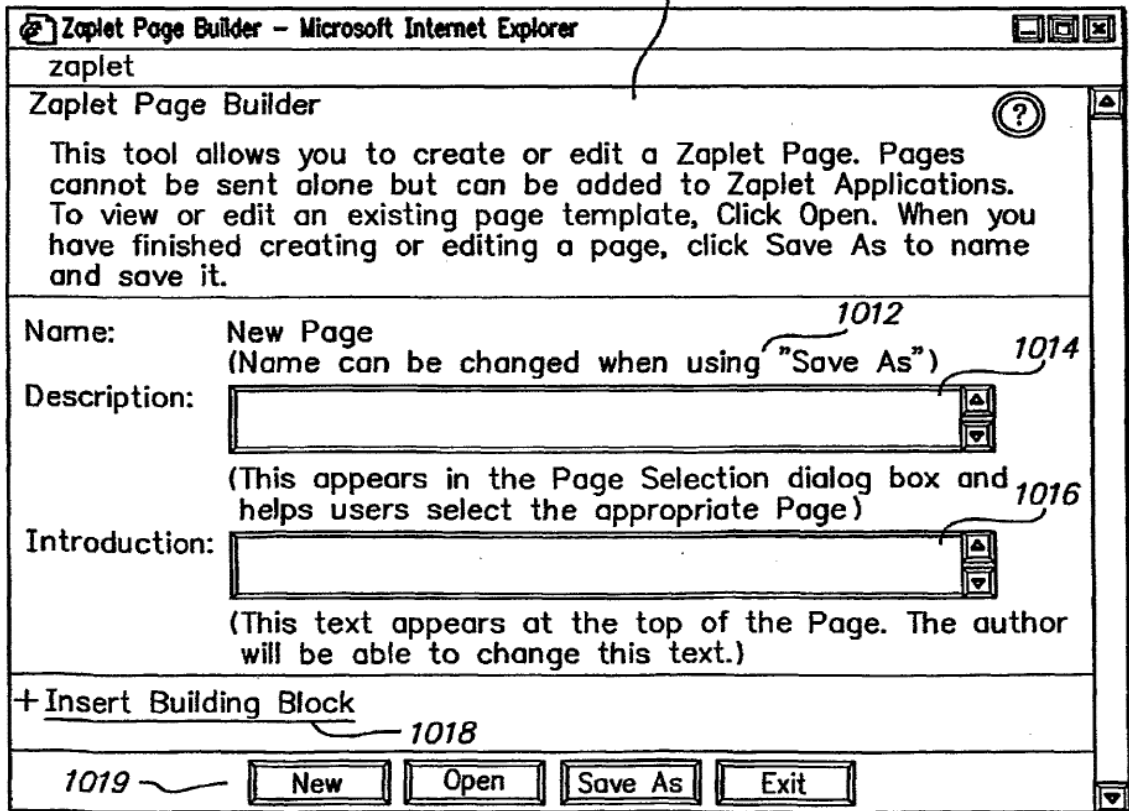 Zaplet Page Builder – Microsoft Internet Explorer
zaplet
Zaplet Page Builder
?
This tool allows you to create or edit a Zaplet Page. Pages
cannot be sent alone but can be added to Zaplet Applications.
To view or edit an existing page template, Click Open. When you
have finished creating or editing a page, click Save As to name
and save it.
1012
Name: New Page
(Name can be changed when using "Save As")
1014
Description:
(This appears in the Page Selection dialog box and
helps users select the appropriate Page)
1016
Introduction:
(This text appears at the top of the Page. The author
will be able to change this text.)
+Insert Building Block
1018
1019 New Open Save As Exit